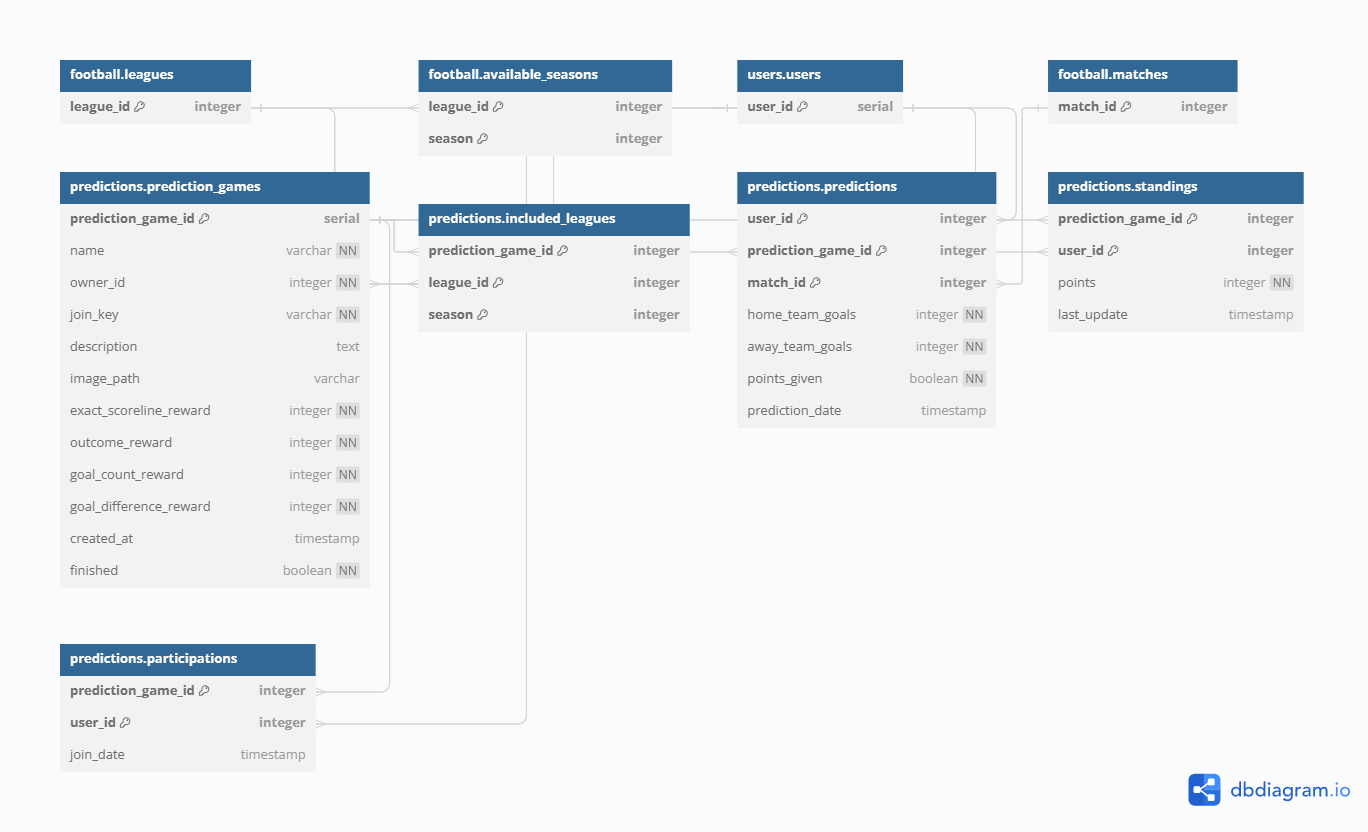 football.leagues
league_id integer
football.available_seasons
league_id integer
season integer
users.users
user_id serial
football.matches
match_id integer
predictions.prediction_games
prediction_game_id serial
name varchar NN
owner_id integer NN
join_key varchar NN
description text
image_path varchar
exact_scoreline_reward integer NN
outcome_reward integer NN
goal_count_reward integer NN
goal_difference_reward integer NN
created_at timestamp
finished boolean NN
predictions.included_leagues
prediction_game_id integer
league_id integer
season integer
predictions.predictions
user_id integer
prediction_game_id integer
match_id integer
home_team_goals integer NN
away_team_goals integer NN
points_given boolean NN
prediction_date timestamp
predictions.standings
prediction_game_id integer
user_id integer
points integer NN
last_update timestamp
predictions.participations
prediction_game_id integer
user_id integer
join_date timestamp
dbdiagram.io